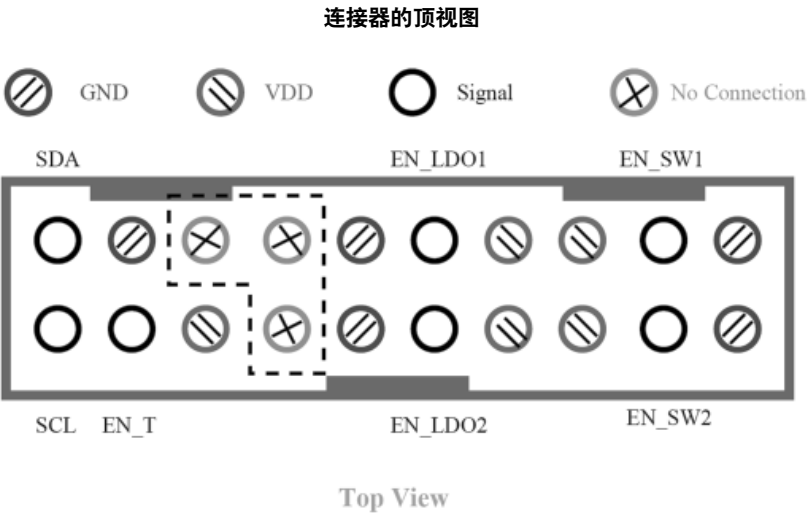 连接器的顶视图
GND VDD Signal No Connection
SDA EN_LDO1 EN_SW1
SCL EN_T EN_LDO2 EN_SW2
Top View